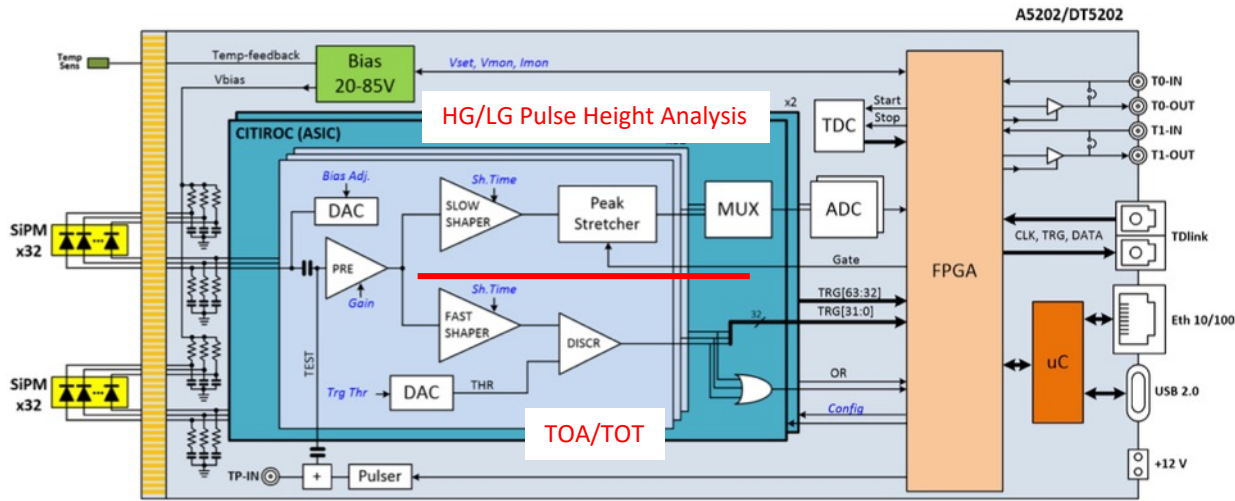 A5202/DT5202
Temp
Sens
Temp-feedback
Vbias
Bias
20-85V
Vset, Vmon, Imon
HG/LG Pulse Height Analysis
x2
CITIROC (ASIC)
Bias Adj.
DAC
Sh.Time
SLOW
SHAPER
Peak
Stretcher
MUX
ADC
TDC
Start
Stop
T0-IN
T0-OUT
T1-IN
T1-OUT
SiPM
x32
PRE
Gain
Gate
FPGA
CLK, TRG, DATA
TDlink
Sh.Time
FAST
SHAPER
DISCR
32
TRG[63:32]
TRG[31:0]
Eth 10/100
uC
TEST
Trg Thr
DAC
THR
OR
Config
USB 2.0
SiPM
x32
TOA/TOT
TP-IN
+
Pulser
+12 V